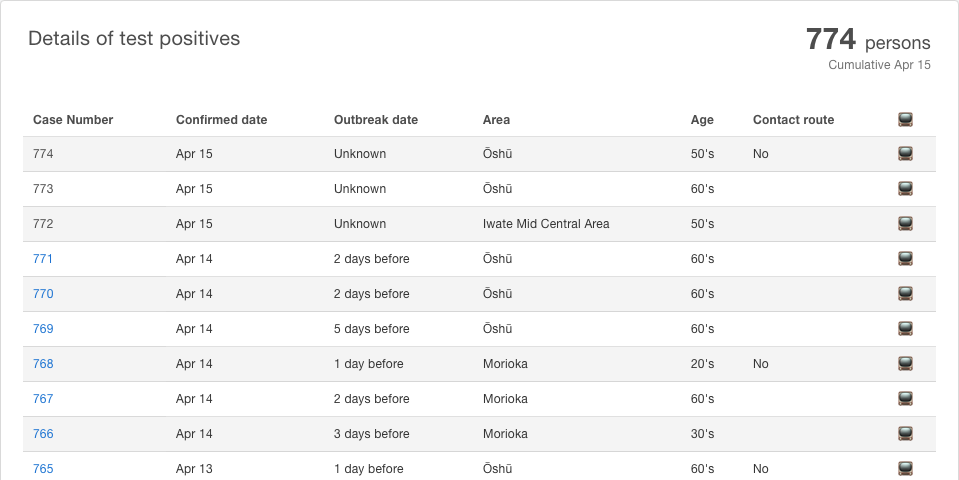 Details of test positives
774 persons
Cumulative Apr 15
Case Number Confirmed date Outbreak date Area Age Contact route
774 Apr 15 Unknown Ōshū 50's No
773 Apr 15 Unknown Ōshū 60's
772 Apr 15 Unknown Iwate Mid Central Area 50's
771 Apr 14 2 days before Ōshū 60's
770 Apr 14 2 days before Ōshū 60's
769 Apr 14 5 days before Ōshū 60's
768 Apr 14 1 day before Morioka 20's No
767 Apr 14 2 days before Morioka 60's
766 Apr 14 3 days before Morioka 30's
765 Apr 13 1 day before Ōshū 60's No